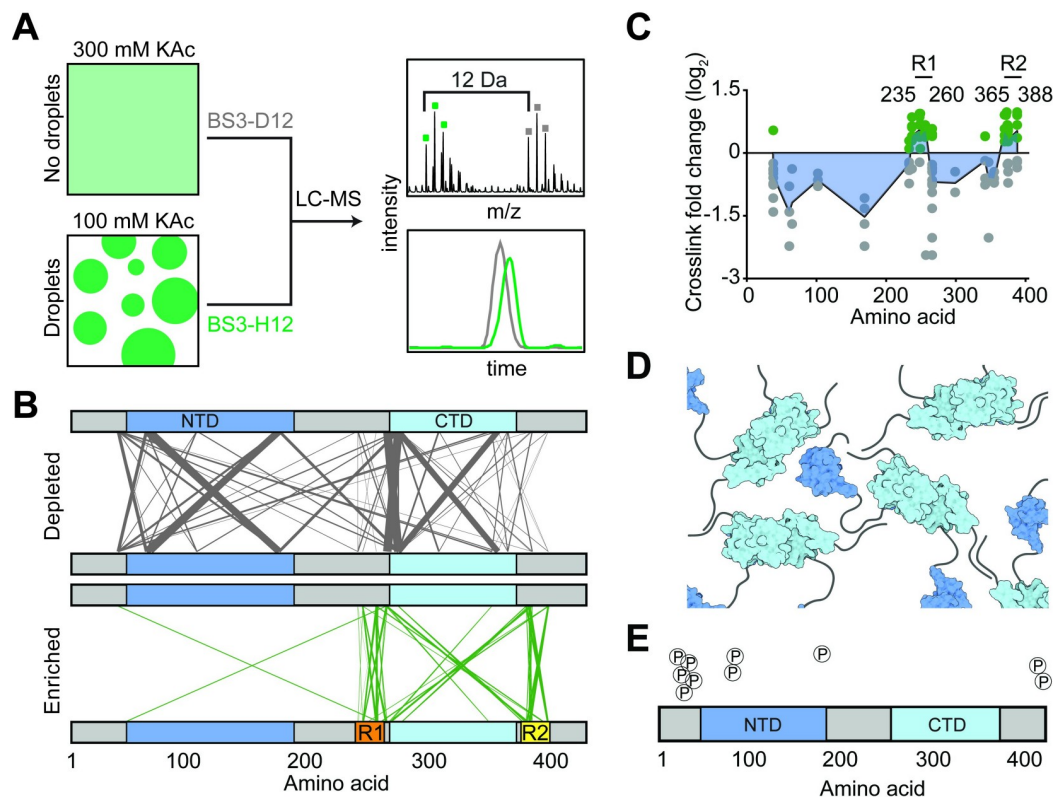 A
300 mM KAc
No droplets
BS3-D12
100 mM KAc
Droplets
BS3-H12
LC-MS
12 Da
m/z
intensity
time
B
NTD
CTD
Depleted
Enriched
R1
R2
1
100
200
300
400
Amino acid
C
R1
R2
235
260
365
388
Crosslink fold change (log2)
1.5
0
-1.5
-3
0
100
200
300
400
Amino acid
D
E
P
P
P
P
P
P
P
P
P
P
NTD
CTD
1
100
200
300
400
Amino acid